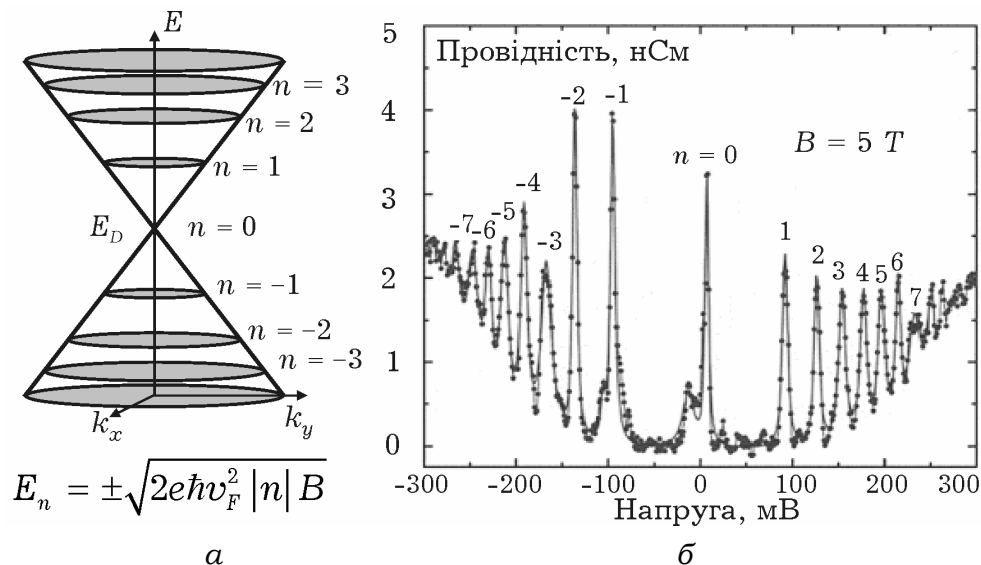 E
n = 3
n = 2
n = 1
E_D
n = 0
n = −1
n = −2
n = −3
k_x
k_y
E_n = ±√(2eħv_F^2 |n| B)
а
5
4
3
2
1
0
Провідність, нСм
-2
-1
n = 0
B = 5 T
-4
-3
-5
-6
-7
1
2
3
4
5
6
7
-300
-200
-100
0
100
200
300
Напруга, мВ
б